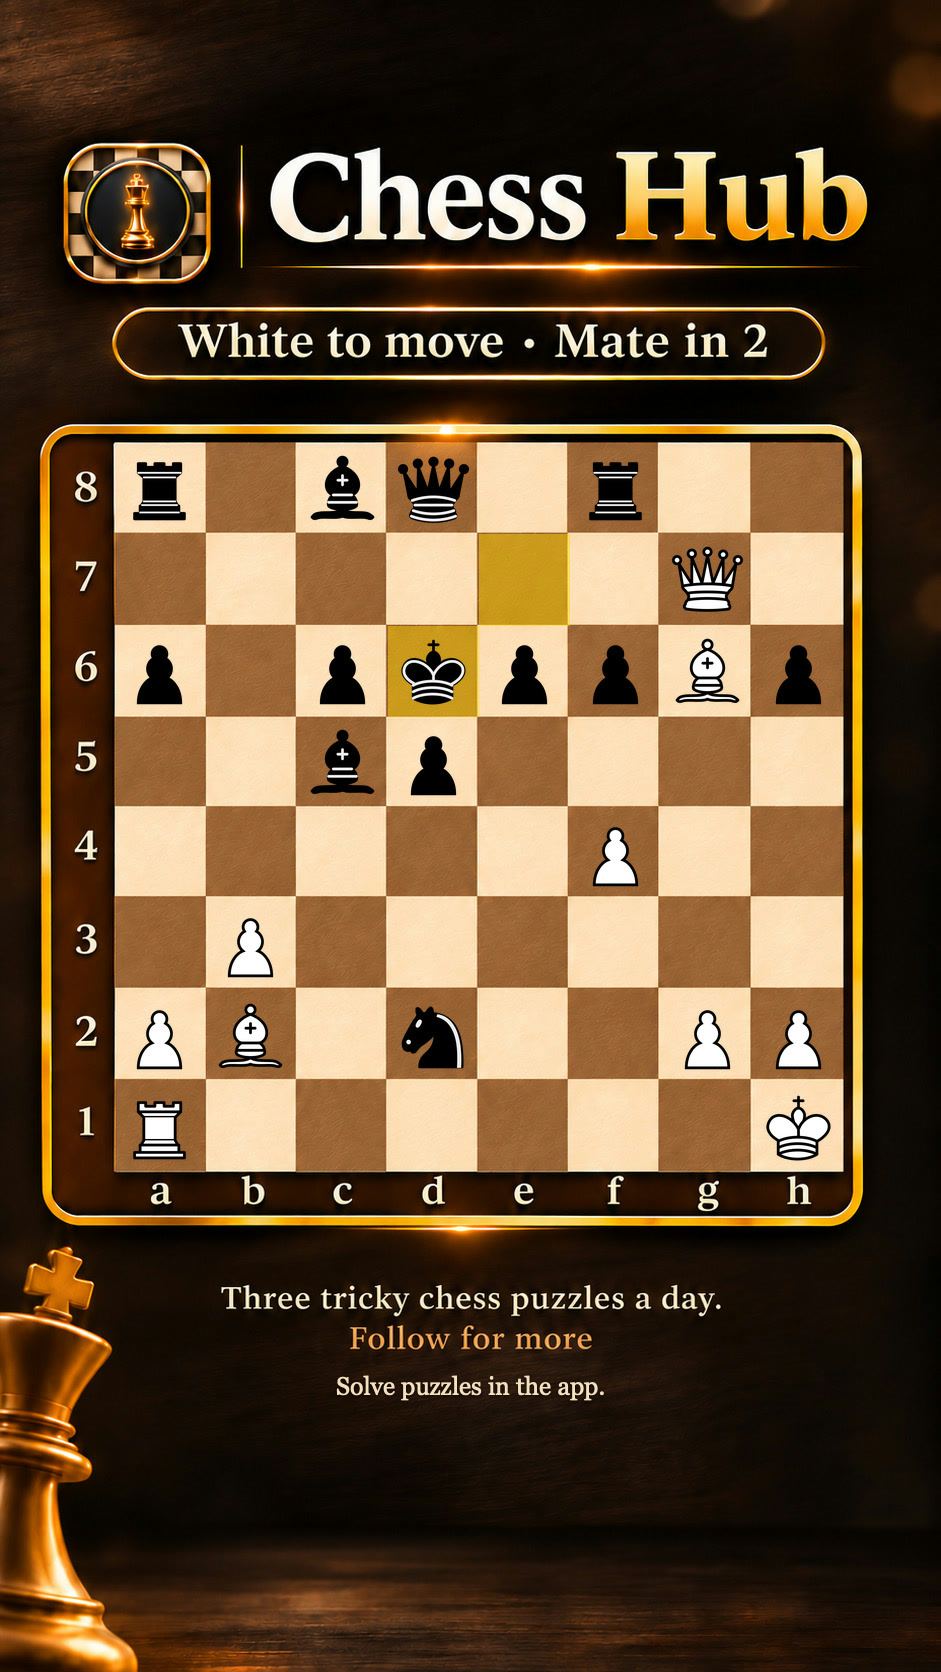 Chess Hub
White to move • Mate in 2
8
7
6
5
4
3
2
1
a b c d e f g h
Three tricky chess puzzles a day.
Follow for more
Solve puzzles in the app.